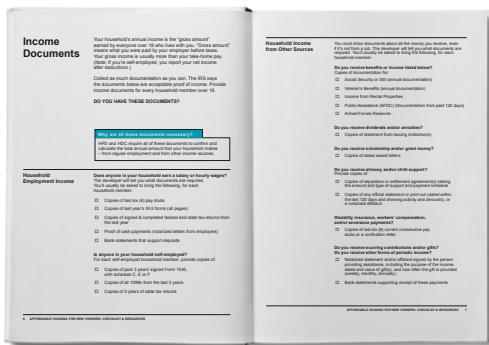 Income
Documents
Your household's annual income is the "gross amount"
earned by everyone over 18 who lives with you. "Gross amount"
means what you were paid by your employer before taxes.
Your gross income is usually more than your take-home pay.
(Note: If you're self-employed, you report your net income
after deductions.)
Collect as much documentation as you can. The IRS says
the documents below are acceptable proof of income. Provide
income documents for every household member over 18.
DO YOU HAVE THESE DOCUMENTS?
Why are all these documents necessary?
HPD and HDC require all of these documents to confirm and
calculate the total annual amount that your household makes
– from regular employment and from other income sources.
Household
Employment Income
Does anyone in your household earn a salary or hourly wages?
The developer will tell you what documents are required.
You'll usually be asked to bring the following, for each
household member:
Copies of last six (6) pay stubs
Copies of last year's W-2 forms (all pages)
Copies of signed & completed federal and state tax returns from
the last year
Proof of cash payments (notarized letters from employers)
Bank statements that support deposits
Is anyone in your household self-employed?
For each self-employed household member, provide copies of:
Copies of past 3 years signed Form 1040,
with schedule C, E or F
Copies of all 1099s from the last 3 years
Copies of 3 years of state tax returns
6 AFFORDABLE HOUSING FOR NEW YORKERS: CHECKLIST & RESOURCES
Household Income
from Other Sources
You must show documents about all the money you receive, even
if it's not from a job. The developer will tell you what documents are
required. You'll usually be asked to bring the following, for each
household member:
Do you receive benefits or income listed below?
Copies of documentation for:
Social Security or SSI (annual documentation)
Veteran's Benefits (annual documentation)
Income from Rental Properties
Public Assistance (AFDC) (Documentation from past 120 days)
Armed Forces Reserves
Do you receive dividends and/or annuities?
Copies of statement from issuing institution(s)
Do you receive scholarship and/or grant money?
Copies of dated award letters
Do you receive alimony and/or child support?
Provide copies of:
Copies of separation or settlement agreement(s) stating
the amount and type of support and payment schedule
Copies of any official statement or print-out (dated within
the last 120 days and showing activity and amounts), or
a notarized affidavit.
Disability insurance, workers' compensation,
and/or severance payments?
Copies of last six (6) current consecutive pay
stubs or a verification letter
Do you receive recurring contributions and/or gifts?
Do you receive other forms of periodic income?
Notarized statement and/or affidavit signed by the person
providing assistance, including the purpose of the income,
dates and value of gift(s), and how often the gift is provided
(weekly, monthly, annually)
Bank statements supporting receipt of these payments
AFFORDABLE HOUSING FOR NEW YORKERS: CHECKLIST & RESOURCES 7